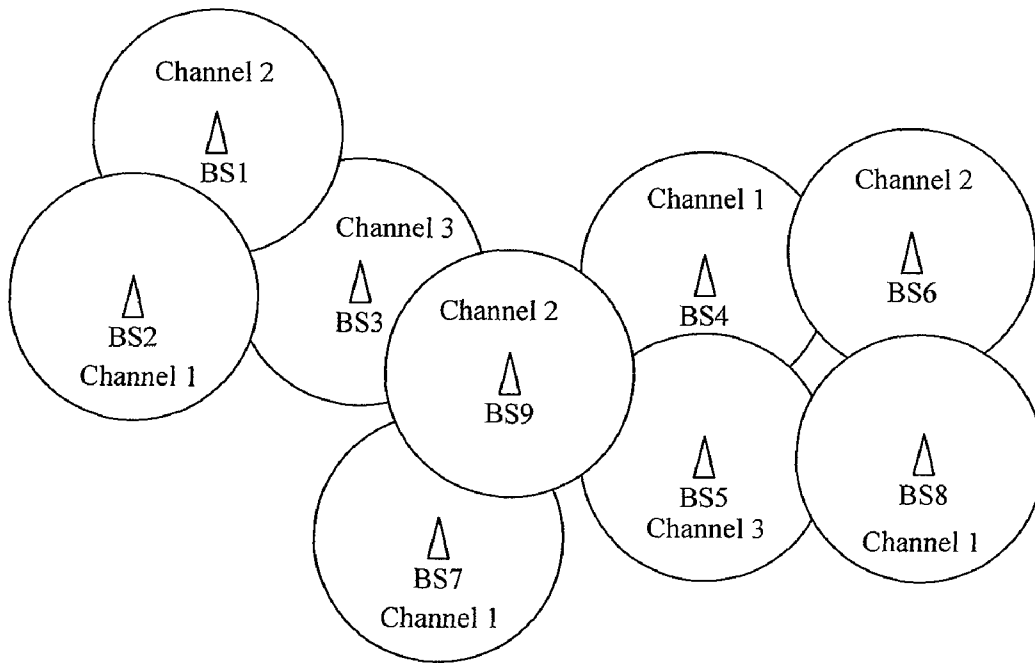 Channel 2
BS1
BS2
Channel 1
Channel 3
BS3
Channel 2
BS9
BS7
Channel 1
Channel 1
BS4
Channel 2
BS6
BS5
Channel 3
BS8
Channel 1